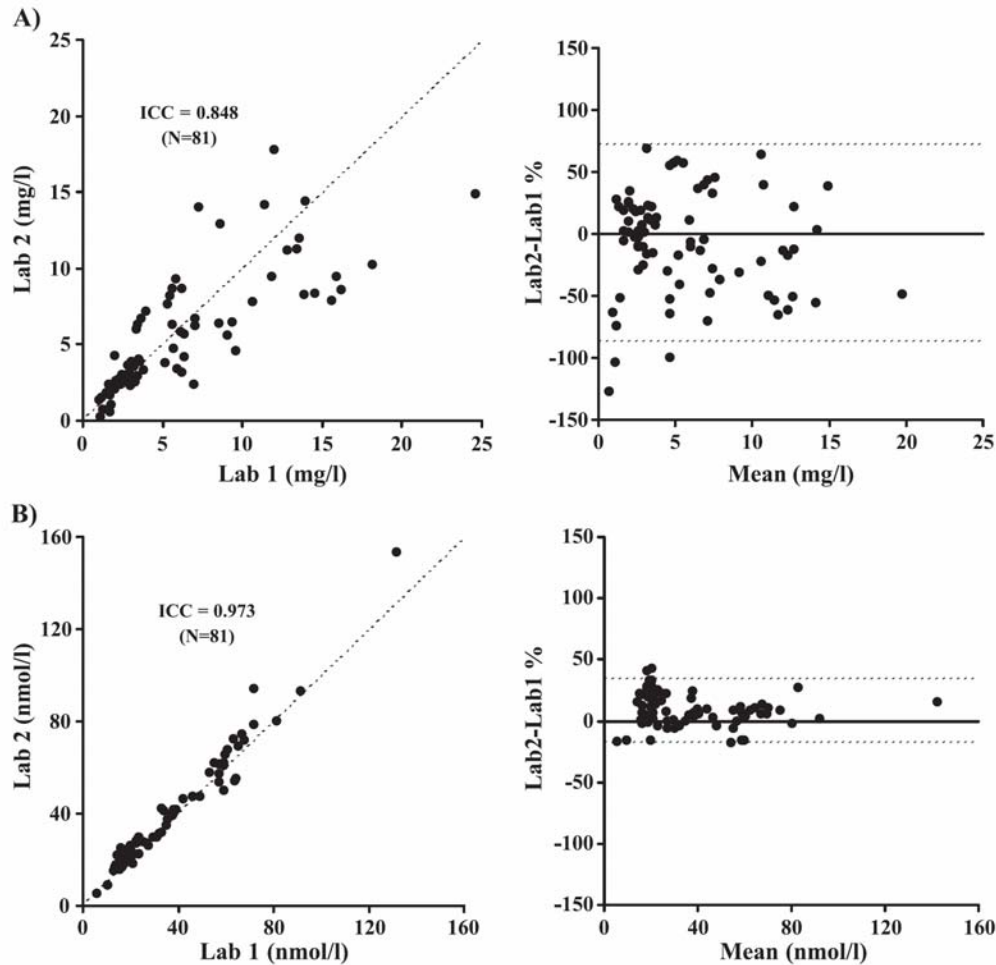 A)
25
20
15
10
5
0
Lab 2 (mg/l)
ICC = 0.848
(N=81)
0 5 10 15 20 25
Lab 1 (mg/l)
150
100
50
0
-50
-100
-150
Lab2-Lab1 %
0 5 10 15 20 25
Mean (mg/l)
B)
160
120
80
40
0
Lab 2 (nmol/l)
ICC = 0.973
(N=81)
0 40 80 120 160
Lab 1 (nmol/l)
150
100
50
0
-50
-100
-150
Lab2-Lab1 %
0 40 80 120 160
Mean (nmol/l)